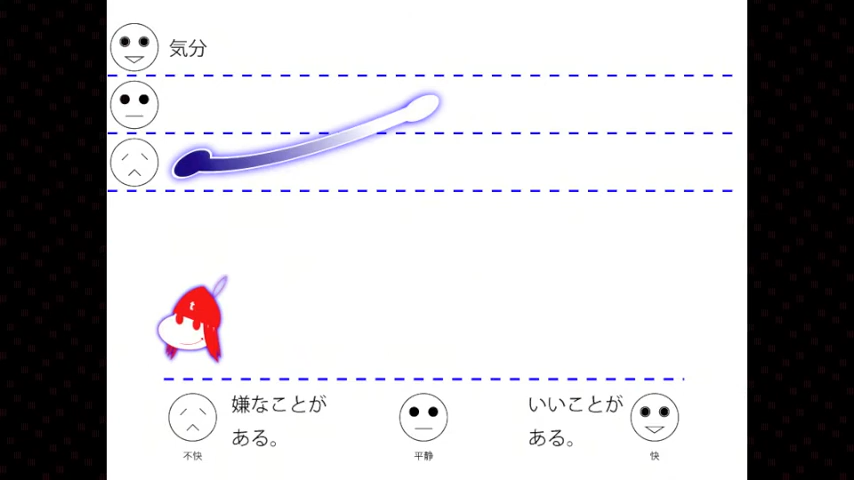 気分
t
嫌なことが
ある。
いいことが
ある。
不快
平静
快